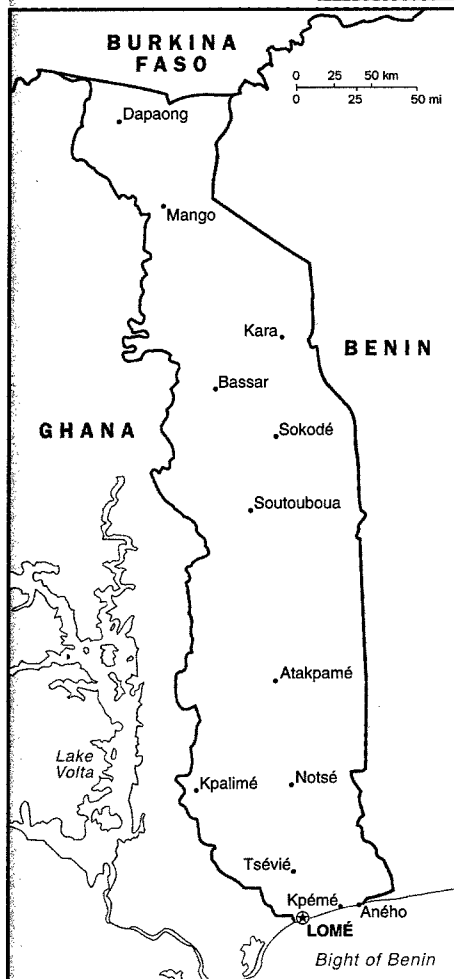 BURKINA
FASO
0 25 50 km
0 25 50 mi
Dapaong
Mango
Kara
BENIN
Bassar
GHANA
Sokodé
Soutouboua
Atakpamé
Lake
Volta
Kpalimé
Notsé
Tsévié
Kpémé
Aného
LOMÉ
Bight of Benin